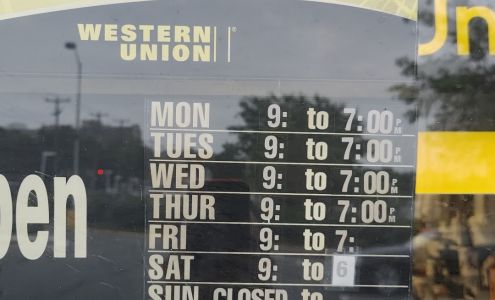 WESTERN
UNION
Un
pen
MON 9: to 7:00 PM
TUES 9: to 7:00 PM
WED 9: to 7:00 PM
THUR 9: to 7:00 PM
FRI 9: to 7:
SAT 9: to 6
SUN CLOSED to